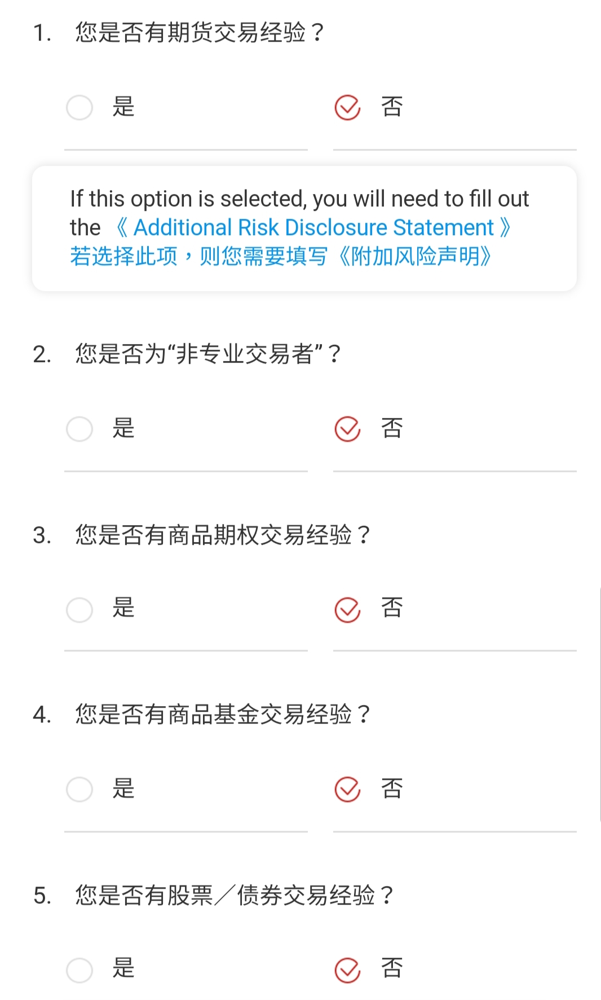 1. 您是否有期货交易经验？
是 否
If this option is selected, you will need to fill out
the 《 Additional Risk Disclosure Statement 》
若选择此项，则您需要填写《附加风险声明》
2. 您是否为“非专业交易者”？
是 否
3. 您是否有商品期权交易经验？
是 否
4. 您是否有商品基金交易经验？
是 否
5. 您是否有股票／债券交易经验？
是 否